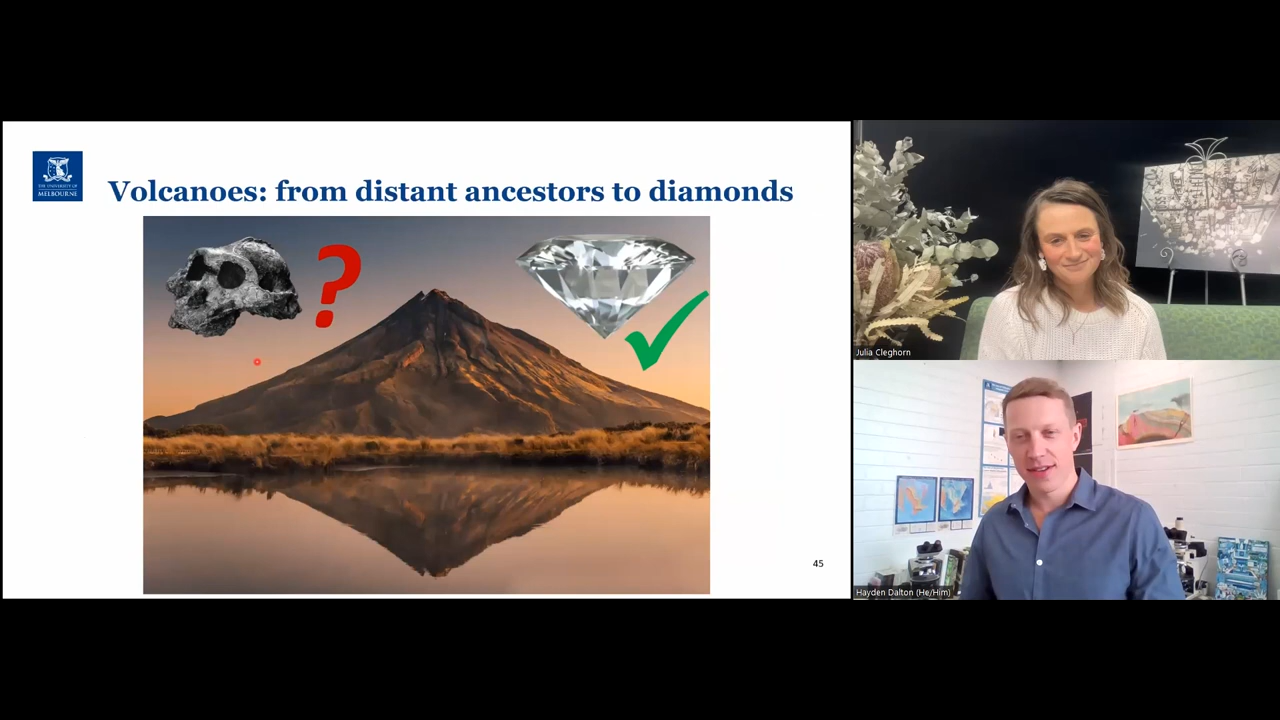 THE UNIVERSITY OF
MELBOURNE
Volcanoes: from distant ancestors to diamonds
?
45
Julia Cleghorn
Hayden Dalton (He/Him)